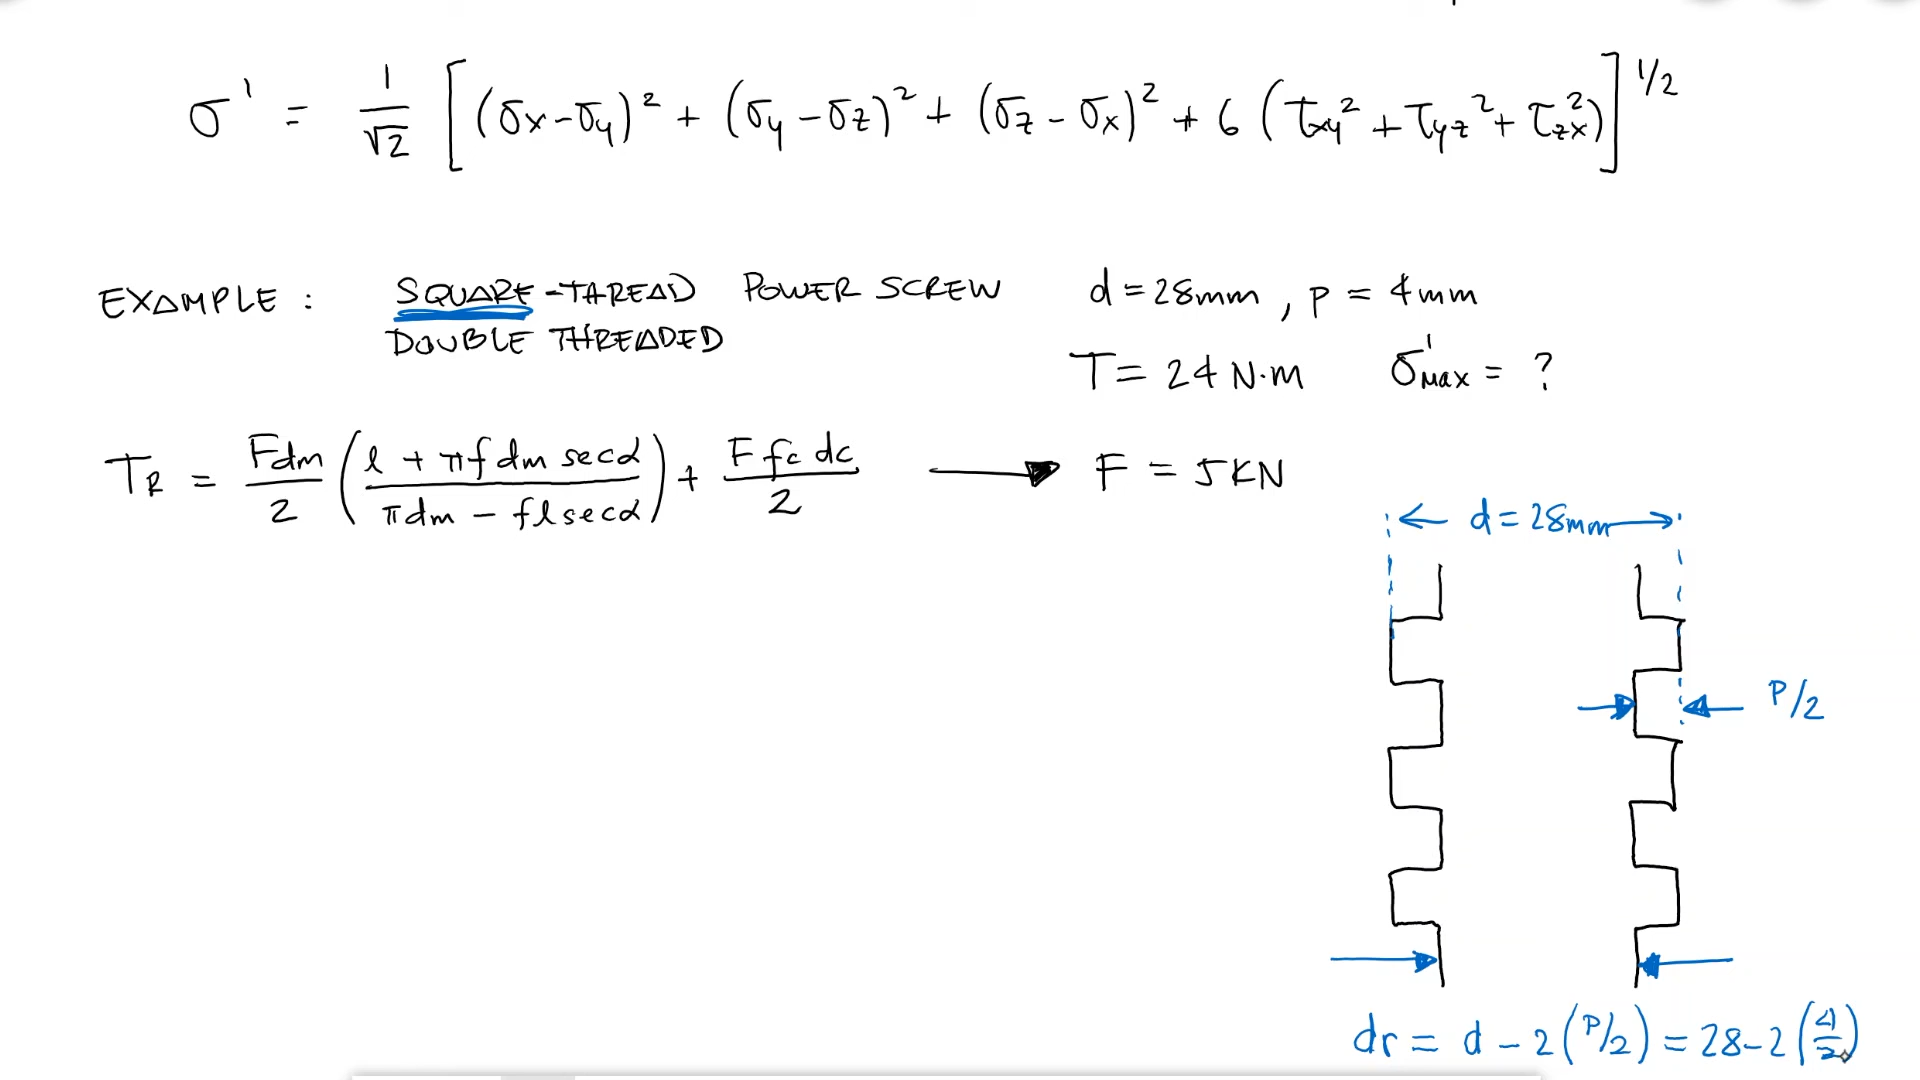 σ' = 1/√2 [(σx-σy)² + (σy-σz)² + (σz-σx)² + 6(τxy² + τyz² + τzx²)]^1/2
EXAMPLE : SQUARE-THREAD POWER SCREW d = 28mm , p = 4mm
DOUBLE THREADED
T = 24 N·m σ'MAX = ?
TR = Fdm/2 (l + πf dm secα / πdm - fl secα) + F fc dc/2 → F = 5KN
d = 28mm
P/2
dr = d - 2(P/2) = 28-2(4/2)